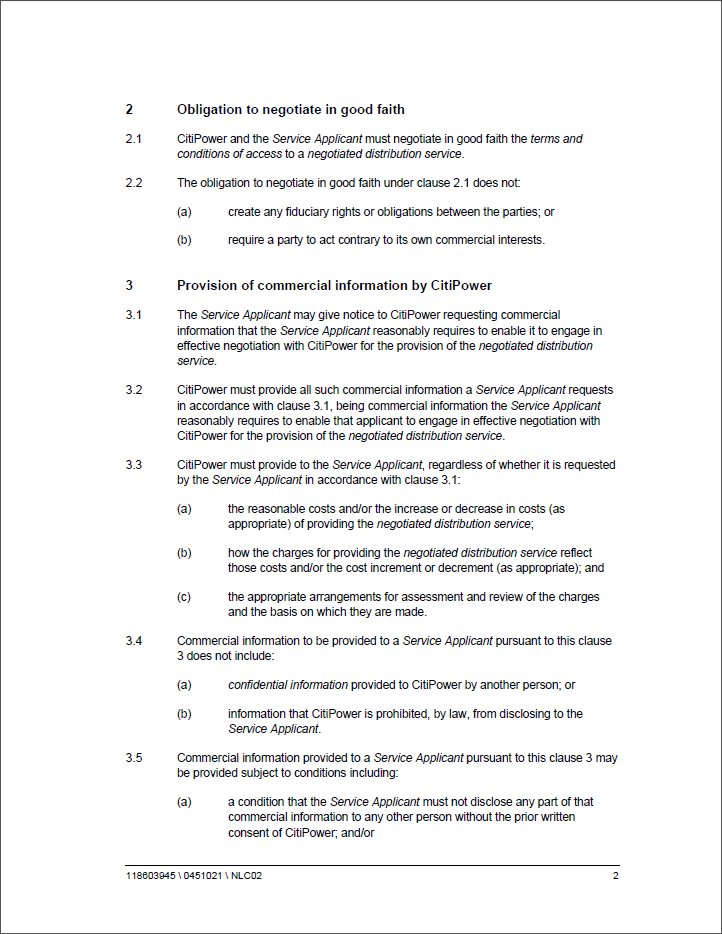 2 Obligation to negotiate in good faith
2.1 CitiPower and the Service Applicant must negotiate in good faith the terms and
conditions of access to a negotiated distribution service.
2.2 The obligation to negotiate in good faith under clause 2.1 does not:
(a) create any fiduciary rights or obligations between the parties; or
(b) require a party to act contrary to its own commercial interests.
3 Provision of commercial information by CitiPower
3.1 The Service Applicant may give notice to CitiPower requesting commercial
information that the Service Applicant reasonably requires to enable it to engage in
effective negotiation with CitiPower for the provision of the negotiated distribution
service.
3.2 CitiPower must provide all such commercial information a Service Applicant requests
in accordance with clause 3.1, being commercial information the Service Applicant
reasonably requires to enable that applicant to engage in effective negotiation with
CitiPower for the provision of the negotiated distribution service.
3.3 CitiPower must provide to the Service Applicant, regardless of whether it is requested
by the Service Applicant in accordance with clause 3.1:
(a) the reasonable costs and/or the increase or decrease in costs (as
appropriate) of providing the negotiated distribution service;
(b) how the charges for providing the negotiated distribution service reflect
those costs and/or the cost increment or decrement (as appropriate); and
(c) the appropriate arrangements for assessment and review of the charges
and the basis on which they are made.
3.4 Commercial information to be provided to a Service Applicant pursuant to this clause
3 does not include:
(a) confidential information provided to CitiPower by another person; or
(b) information that CitiPower is prohibited, by law, from disclosing to the
Service Applicant.
3.5 Commercial information provided to a Service Applicant pursuant to this clause 3 may
be provided subject to conditions including:
(a) a condition that the Service Applicant must not disclose any part of that
commercial information to any other person without the prior written
consent of CitiPower; and/or
118603945 \ 0451021 \ NLC02 2